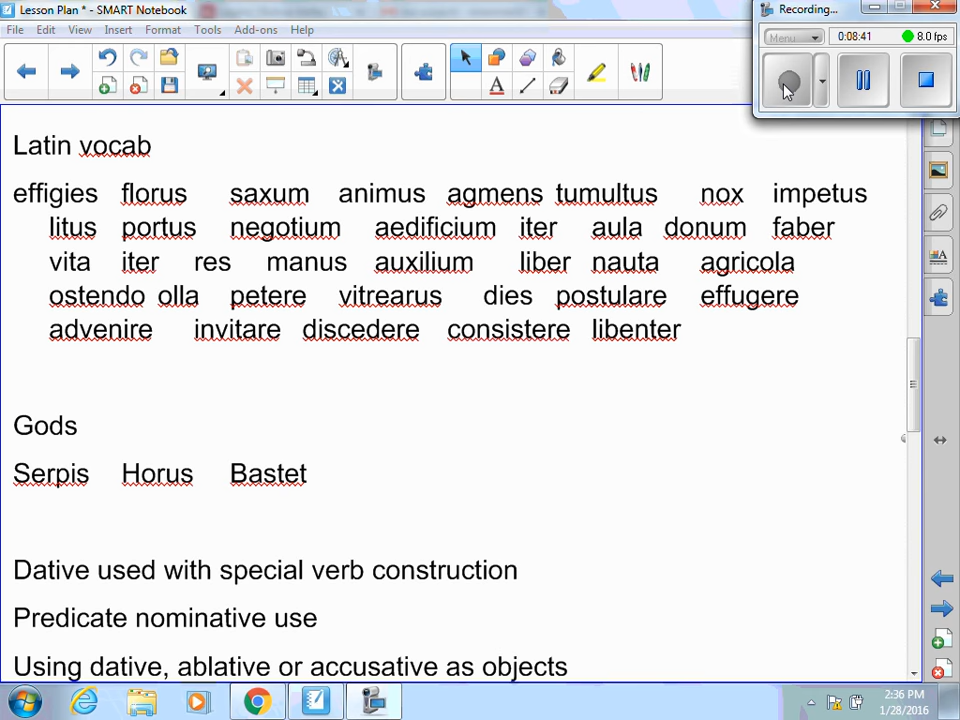 Lesson Plan * - SMART Notebook
Recording...
File Edit View Insert Format Tools Add-ons Help
Menu 0:08:41 8.0 fps
Latin vocab
effigies florus saxum animus agmens tumultus nox impetus
litus portus negotium aedificium iter aula donum faber
vita iter res manus auxilium liber nauta agricola
ostendo olla petere vitrearus dies postulare effugere
advenire invitare discedere consistere libenter
Gods
Serpis Horus Bastet
Dative used with special verb construction
Predicate nominative use
Using dative, ablative or accusative as objects
2:36 PM
1/28/2016